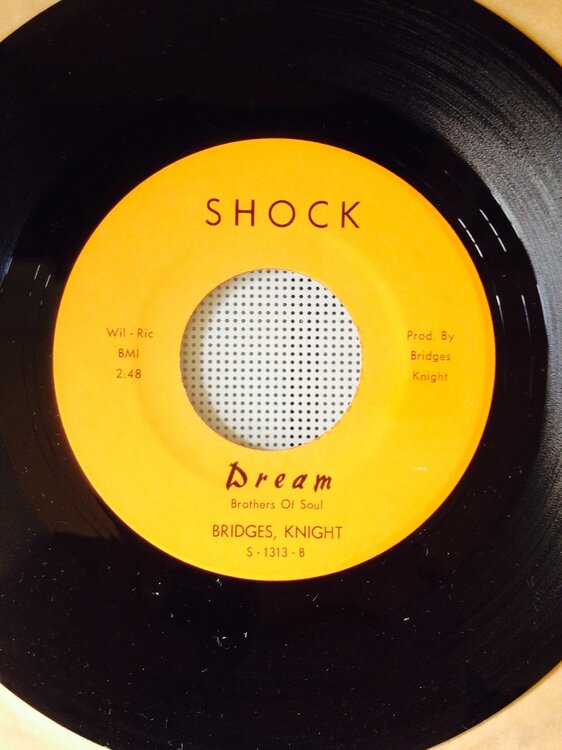 SHOCK
Wil - Ric
BMI
2:48
Prod. By
Bridges
Knight
Dream
Brothers Of Soul
BRIDGES, KNIGHT
S - 1313 - B